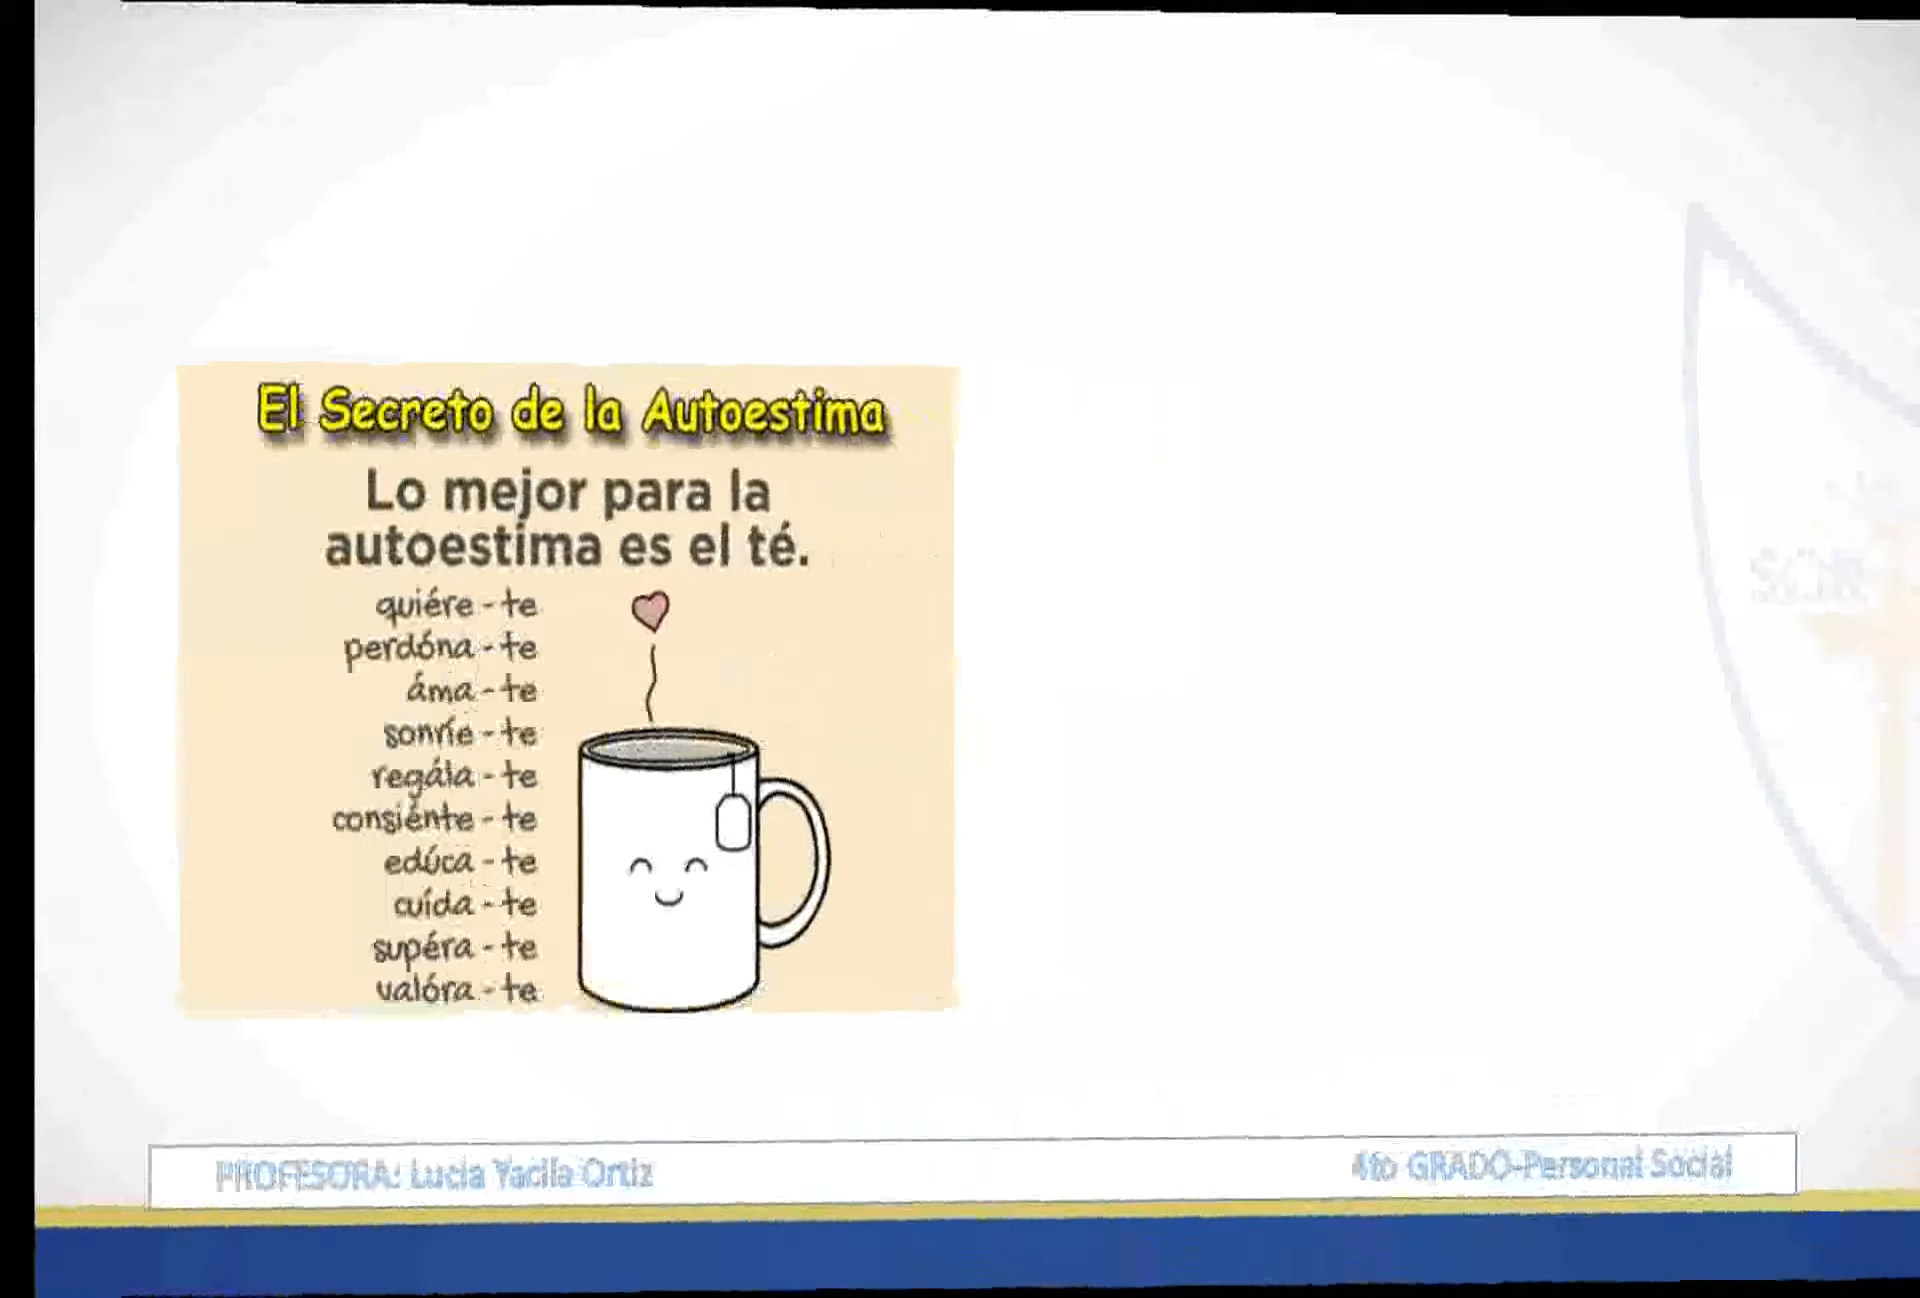 El Secreto de la Autoestima
Lo mejor para la
autoestima es el té.
quiére - te
perdóna - te
áma - te
sonríe - te
regála - te
consiénte - te
edúca - te
cuída - te
supéra - te
valóra - te
PROFESORA: Lucia Yacila Ortiz
4to GRADO-Personal Social